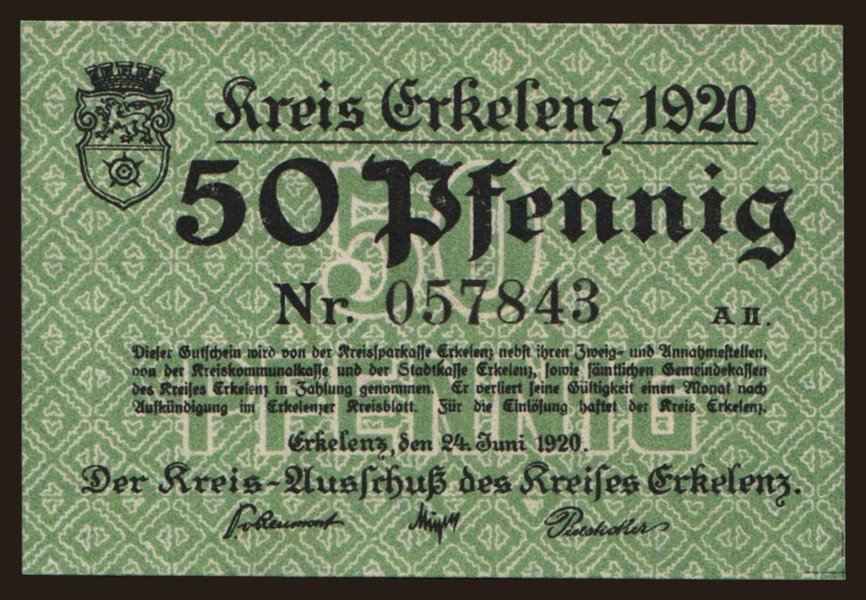 Kreis Erkelenz 1920
50 Pfennig
50
Nr. 057843
A II.
Dieser Gutschein wird von der Kreissparkasse Erkelenz nebst ihren Zweig- und Annahmestellen,
von der Kreiskommunalkasse und der Stadtkasse Erkelenz, sowie sämtlichen Gemeindekassen
des Kreises Erkelenz in Zahlung genommen. Er verliert seine Gültigkeit einen Monat nach
Aufkündigung im Erkelenzer Kreisblatt. Für die Einlösung haftet der Kreis Erkelenz.
PFENNIG
Erkelenz, den 24. Juni 1920.
Der Kreis-Ausschuß des Kreises Erkelenz.